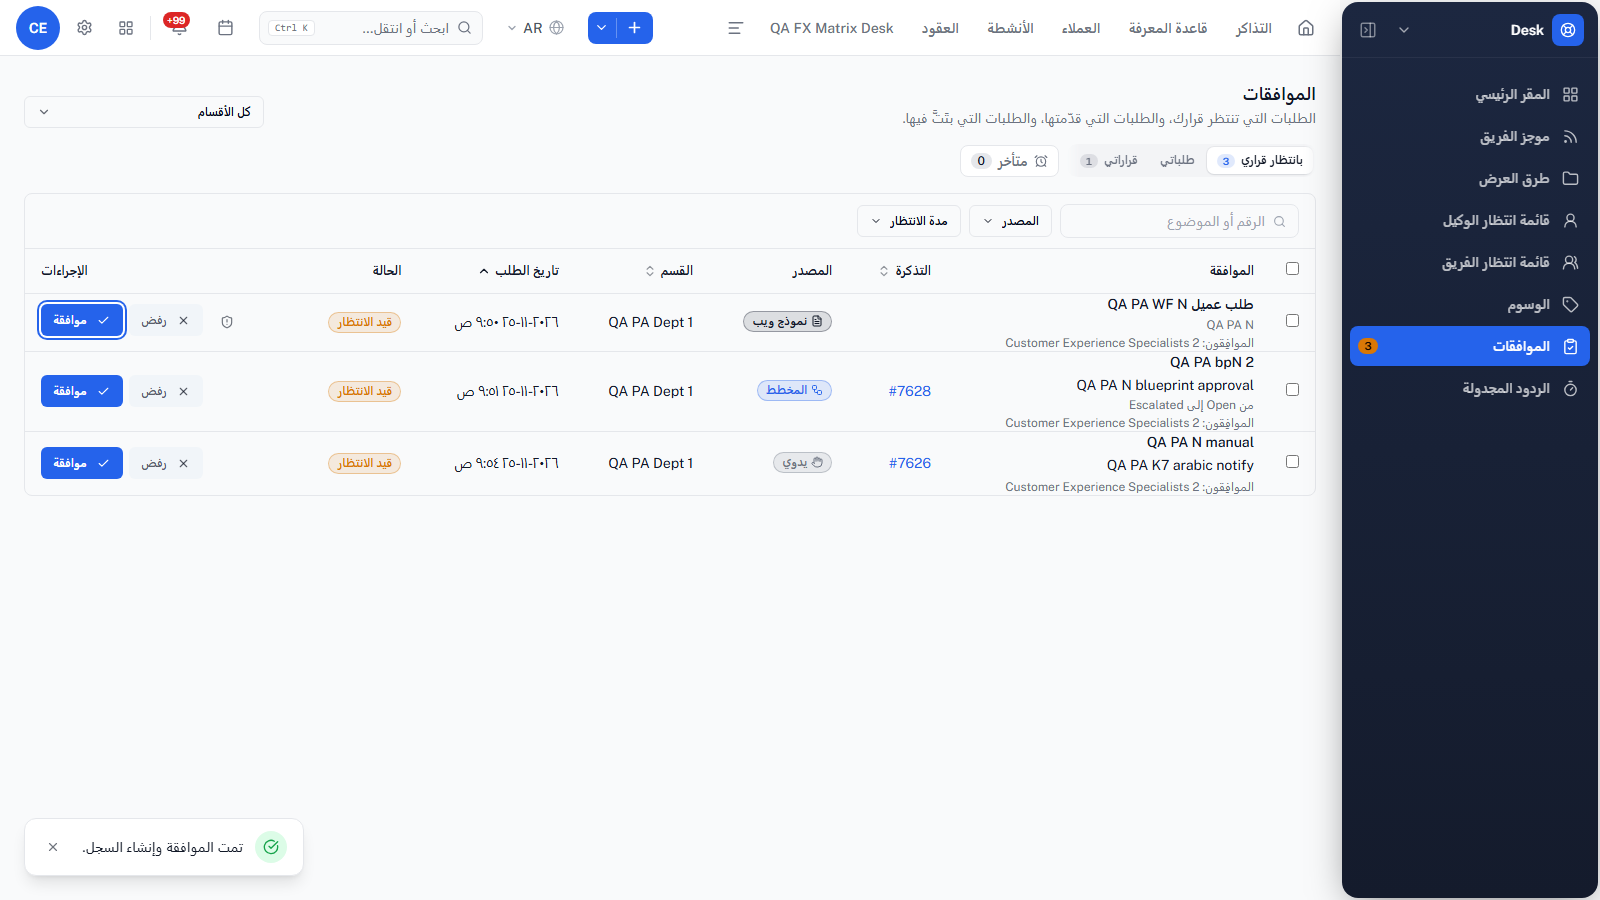 Desk
المقر الرئيسي
موجز الفريق
طرق العرض
قائمة انتظار الوكيل
قائمة انتظار الفريق
الوسوم
الموافقات 3
الردود المجدولة
التذاكر قاعدة المعرفة العملاء الأنشطة العقود QA FX Matrix Desk
AR ابحث أو انتقل... Ctrl K +99 CE
الموافقات
الطلبات التي تنتظر قرارك، والطلبات التي قدّمتها، والطلبات التي بتَتَّ فيها.
كل الأقسام
بانتظار قراري 3 طلباتي قراراتي 1 متأخر 0
الرقم أو الموضوع المصدر مدة الانتظار
الموافقة التذكرة المصدر القسم تاريخ الطلب الحالة الإجراءات
طلب عميل QA PA WF N
QA PA N
الموافِقون: Customer Experience Specialists 2
نموذج ويب QA PA Dept 1 ٢٠٢٦-١١-٢٥ ٩:٥٠ ص قيد الانتظار رفض موافقة
QA PA bpN 2
QA PA N blueprint approval
من Open إلى Escalated
الموافِقون: Customer Experience Specialists 2
#7628 المخطط QA PA Dept 1 ٢٠٢٦-١١-٢٥ ٩:٥١ ص قيد الانتظار رفض موافقة
QA PA N manual
QA PA K7 arabic notify
الموافِقون: Customer Experience Specialists 2
#7626 يدوي QA PA Dept 1 ٢٠٢٦-١١-٢٥ ٩:٥٤ ص قيد الانتظار رفض موافقة
تمت الموافقة وإنشاء السجل.